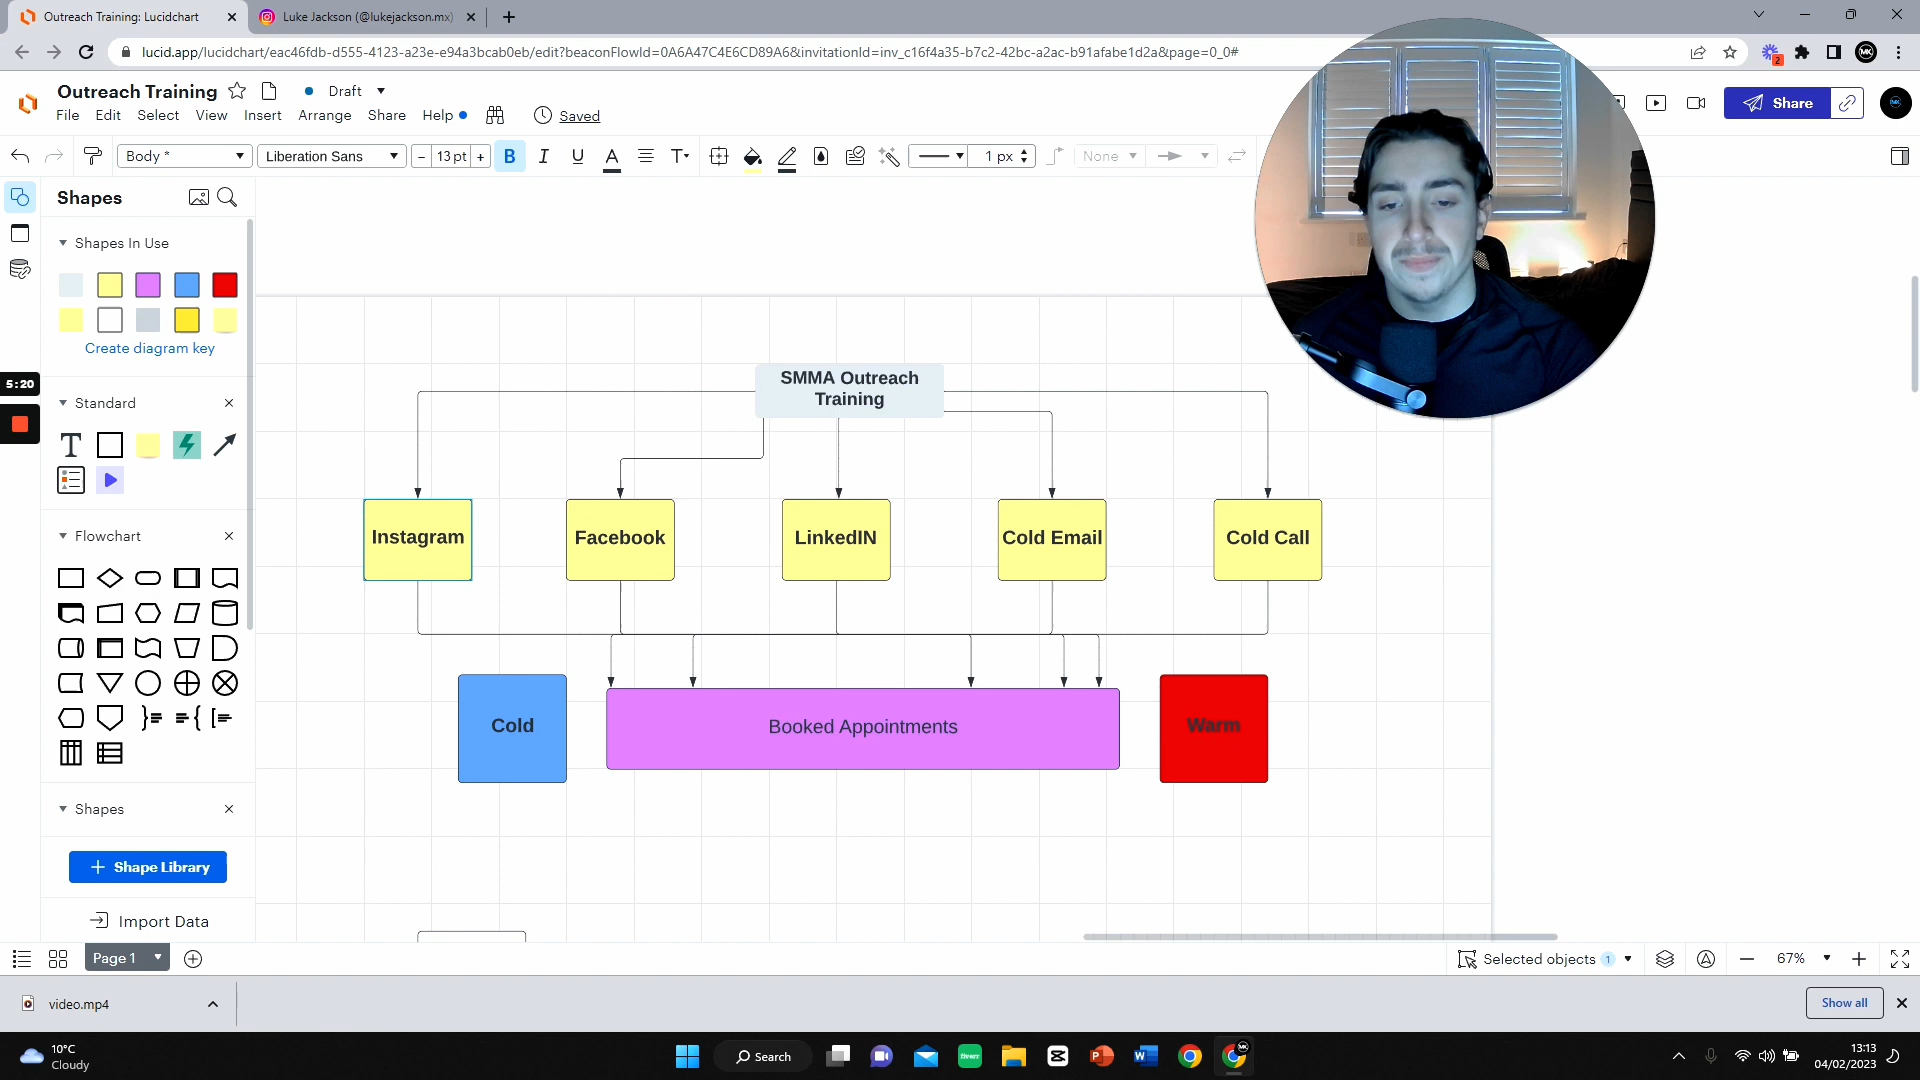 Outreach Training: Lucidchart
Luke Jackson (@lukejackson.mx)
lucid.app/lucidchart/eac46fdb-d555-4123-a23e-e94a3bcab0eb/edit?beaconFlowId=0A6A47C4E6CD89A6&invitationId=inv_c16f4a35-b7c2-42bc-a2ac-b91afabe1d2a&page=0_0#
2
MK
Outreach Training
Draft
File Edit Select View Insert Arrange Share Help
Saved
Share
Body *
Liberation Sans
13 pt
B I U A T
1 px
None
Shapes
Shapes In Use
Create diagram key
5:20
Standard
T
Flowchart
Shapes
Shape Library
Import Data
SMMA Outreach
Training
Instagram
Facebook
LinkedIN
Cold Email
Cold Call
Cold
Booked Appointments
Warm
Page 1
Selected objects 1
67%
video.mp4
Show all
10°C
Cloudy
Search
fiverr
MK
13:13
04/02/2023